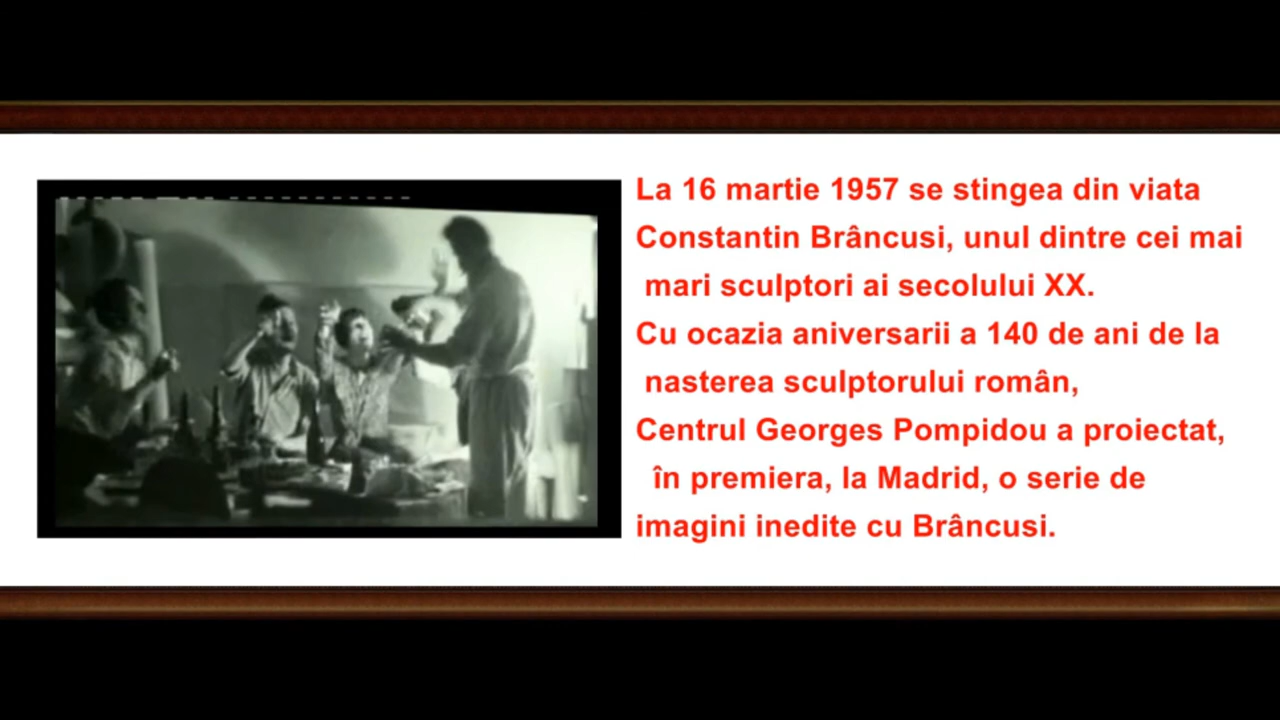 La 16 martie 1957 se stingea din viata
Constantin Brâncusi, unul dintre cei mai
mari sculptori ai secolului XX.
Cu ocazia aniversarii a 140 de ani de la
nasterea sculptorului român,
Centrul Georges Pompidou a proiectat,
în premiera, la Madrid, o serie de
imagini inedite cu Brâncusi.